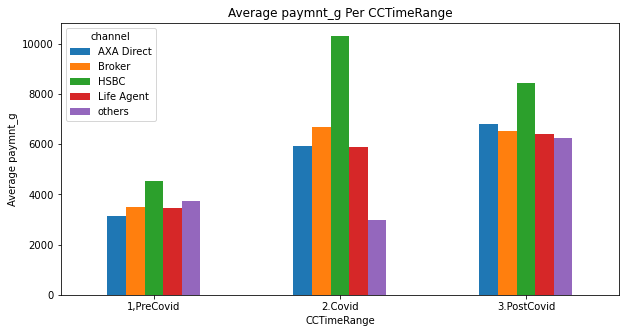 Average paymnt_g Per CCTimeRange
channel
AXA Direct
Broker
HSBC
Life Agent
others
Average paymnt_g
10000
8000
6000
4000
2000
0
1,PreCovid
2.Covid
3.PostCovid
CCTimeRange